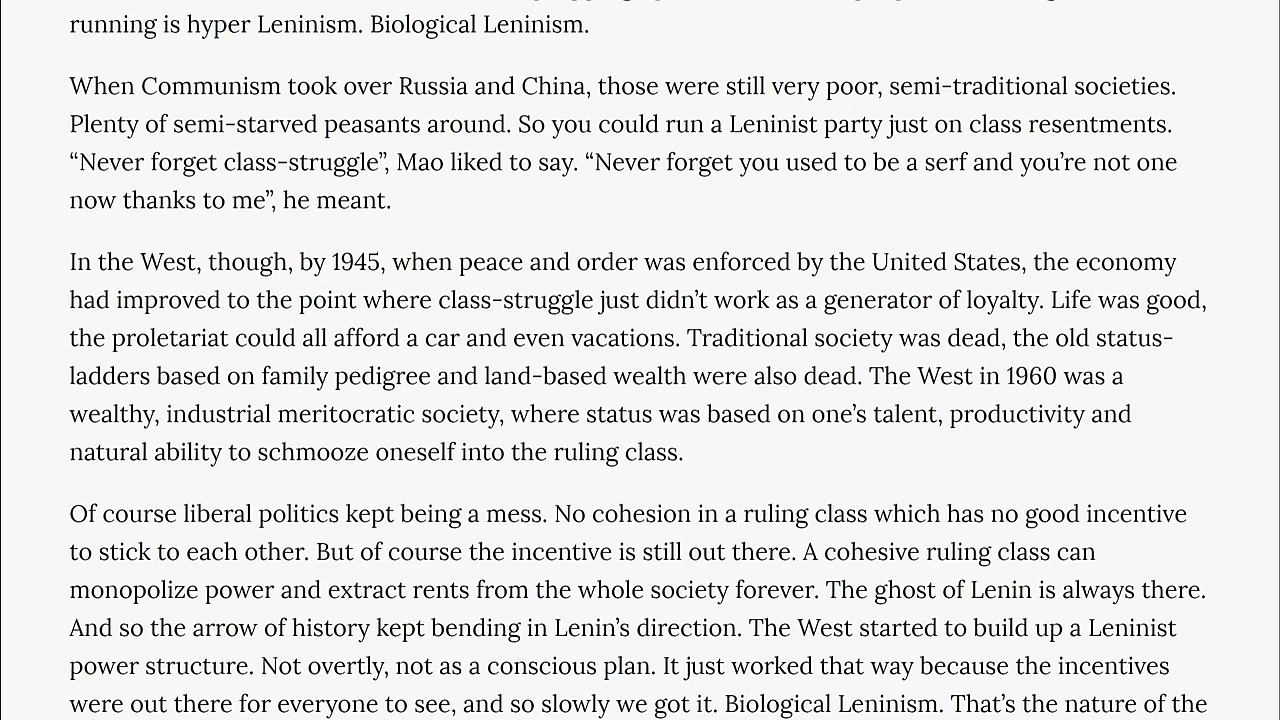 running is hyper Leninism. Biological Leninism.
When Communism took over Russia and China, those were still very poor, semi-traditional societies.
Plenty of semi-starved peasants around. So you could run a Leninist party just on class resentments.
“Never forget class-struggle”, Mao liked to say. “Never forget you used to be a serf and you’re not one
now thanks to me”, he meant.
In the West, though, by 1945, when peace and order was enforced by the United States, the economy
had improved to the point where class-struggle just didn’t work as a generator of loyalty. Life was good,
the proletariat could all afford a car and even vacations. Traditional society was dead, the old status-
ladders based on family pedigree and land-based wealth were also dead. The West in 1960 was a
wealthy, industrial meritocratic society, where status was based on one’s talent, productivity and
natural ability to schmooze oneself into the ruling class.
Of course liberal politics kept being a mess. No cohesion in a ruling class which has no good incentive
to stick to each other. But of course the incentive is still out there. A cohesive ruling class can
monopolize power and extract rents from the whole society forever. The ghost of Lenin is always there.
And so the arrow of history kept bending in Lenin’s direction. The West started to build up a Leninist
power structure. Not overtly, not as a conscious plan. It just worked that way because the incentives
were out there for everyone to see, and so slowly we got it. Biological Leninism. That’s the nature of the